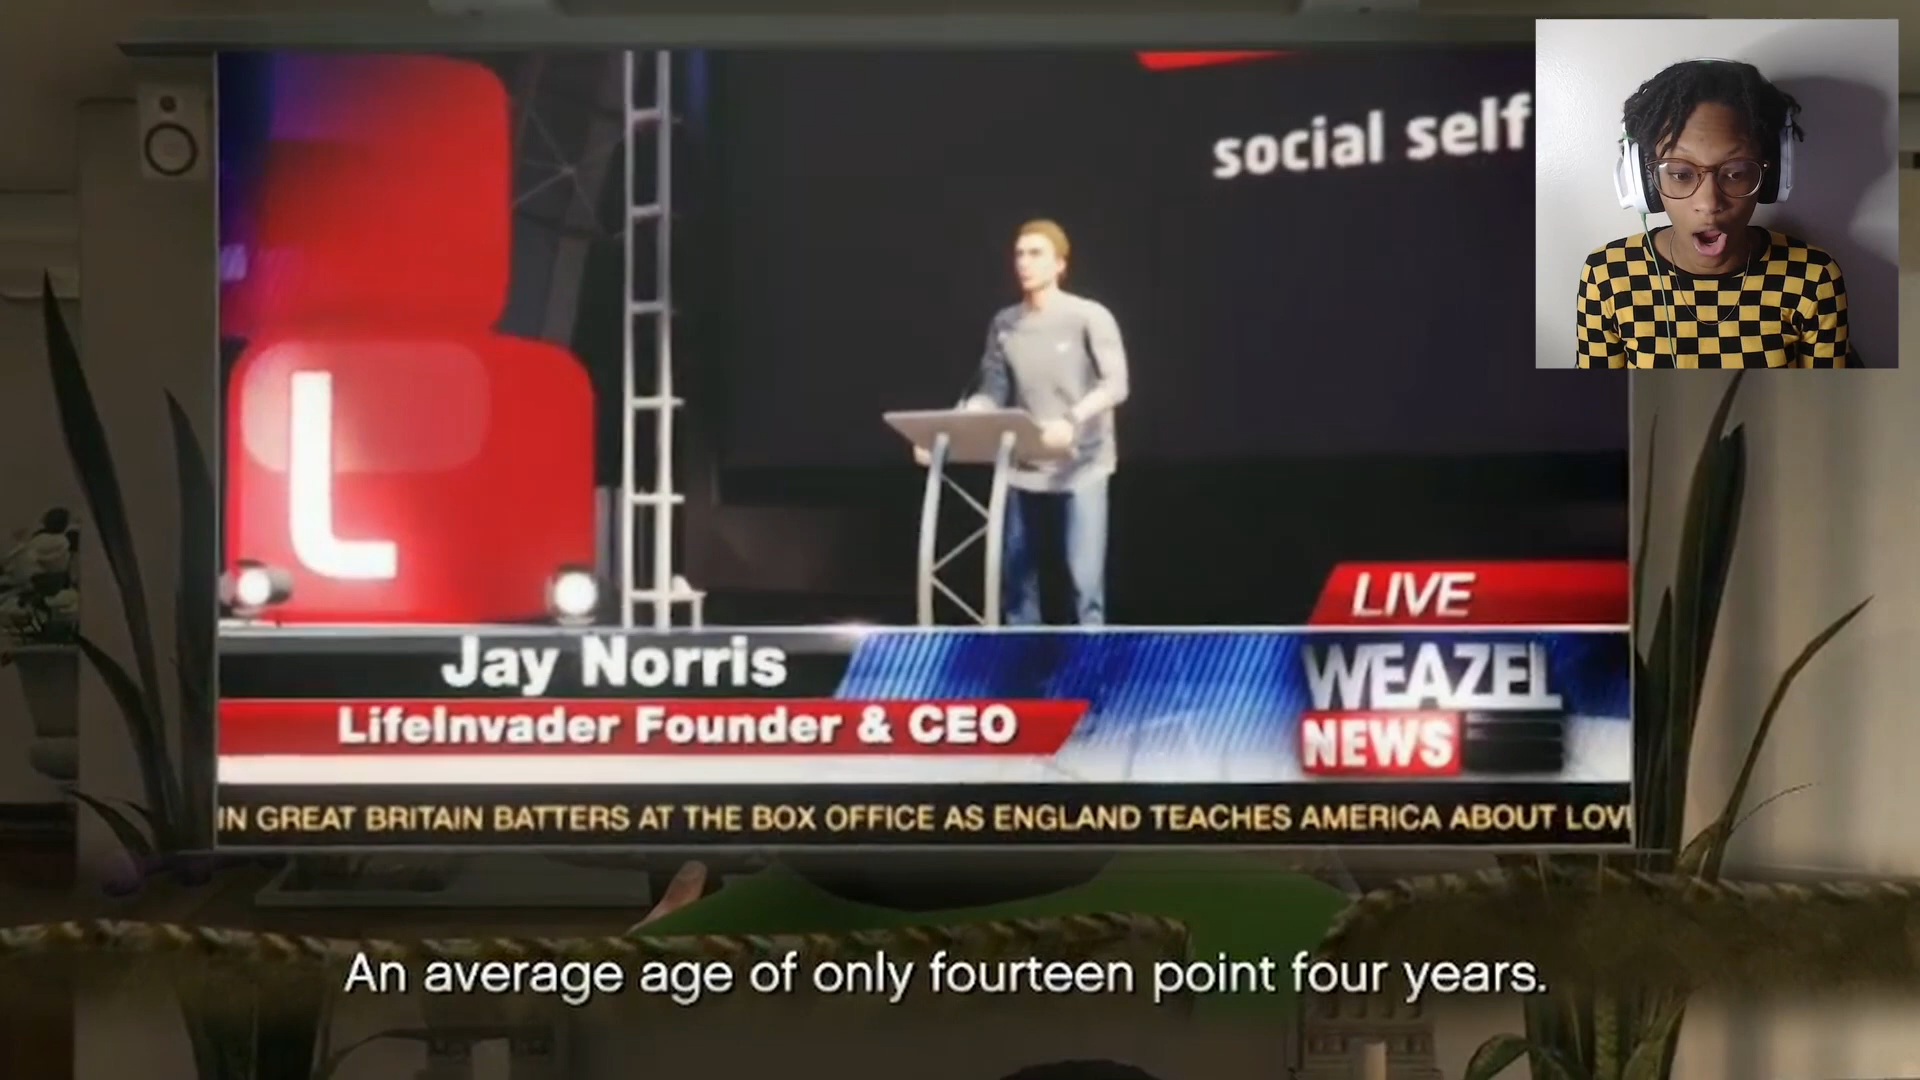 social self
L
LIVE
Jay Norris
LifeInvader Founder & CEO
WEAZEL
NEWS
IN GREAT BRITAIN BATTERS AT THE BOX OFFICE AS ENGLAND TEACHES AMERICA ABOUT
An average age of only fourteen point four years.